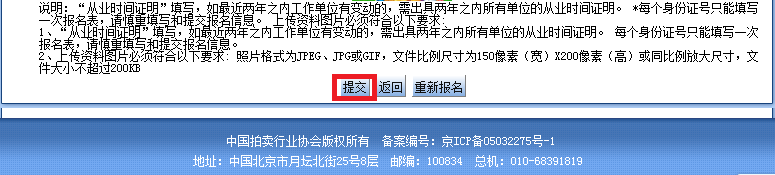 说明：“从业时间证明”填写，如最近两年之内工作单位有变动的，需出具两年之内所有单位的从业时间证明。 *每个身份证号只能填写
一次报名表，请慎重填写和提交报名信息。 上传资料图片必须符合以下要求：
1、“从业时间证明”填写，如最近两年之内工作单位有变动的，需出具两年之内所有单位的从业时间证明。 每个身份证号只能填写一次
报名表，请慎重填写和提交报名信息。
2、上传资料图片必须符合以下要求：照片格式为JPEG、JPG或GIF，文件比例尺寸为150像素（宽）X200像素（高）或同比例放大尺寸，文
件大小不超过200KB
提交 返回 重新报名
中国拍卖行业协会版权所有 备案编号：京ICP备05032275号-1
地址：中国北京市月坛北街25号8层 邮编：100834 总机：010-68391819